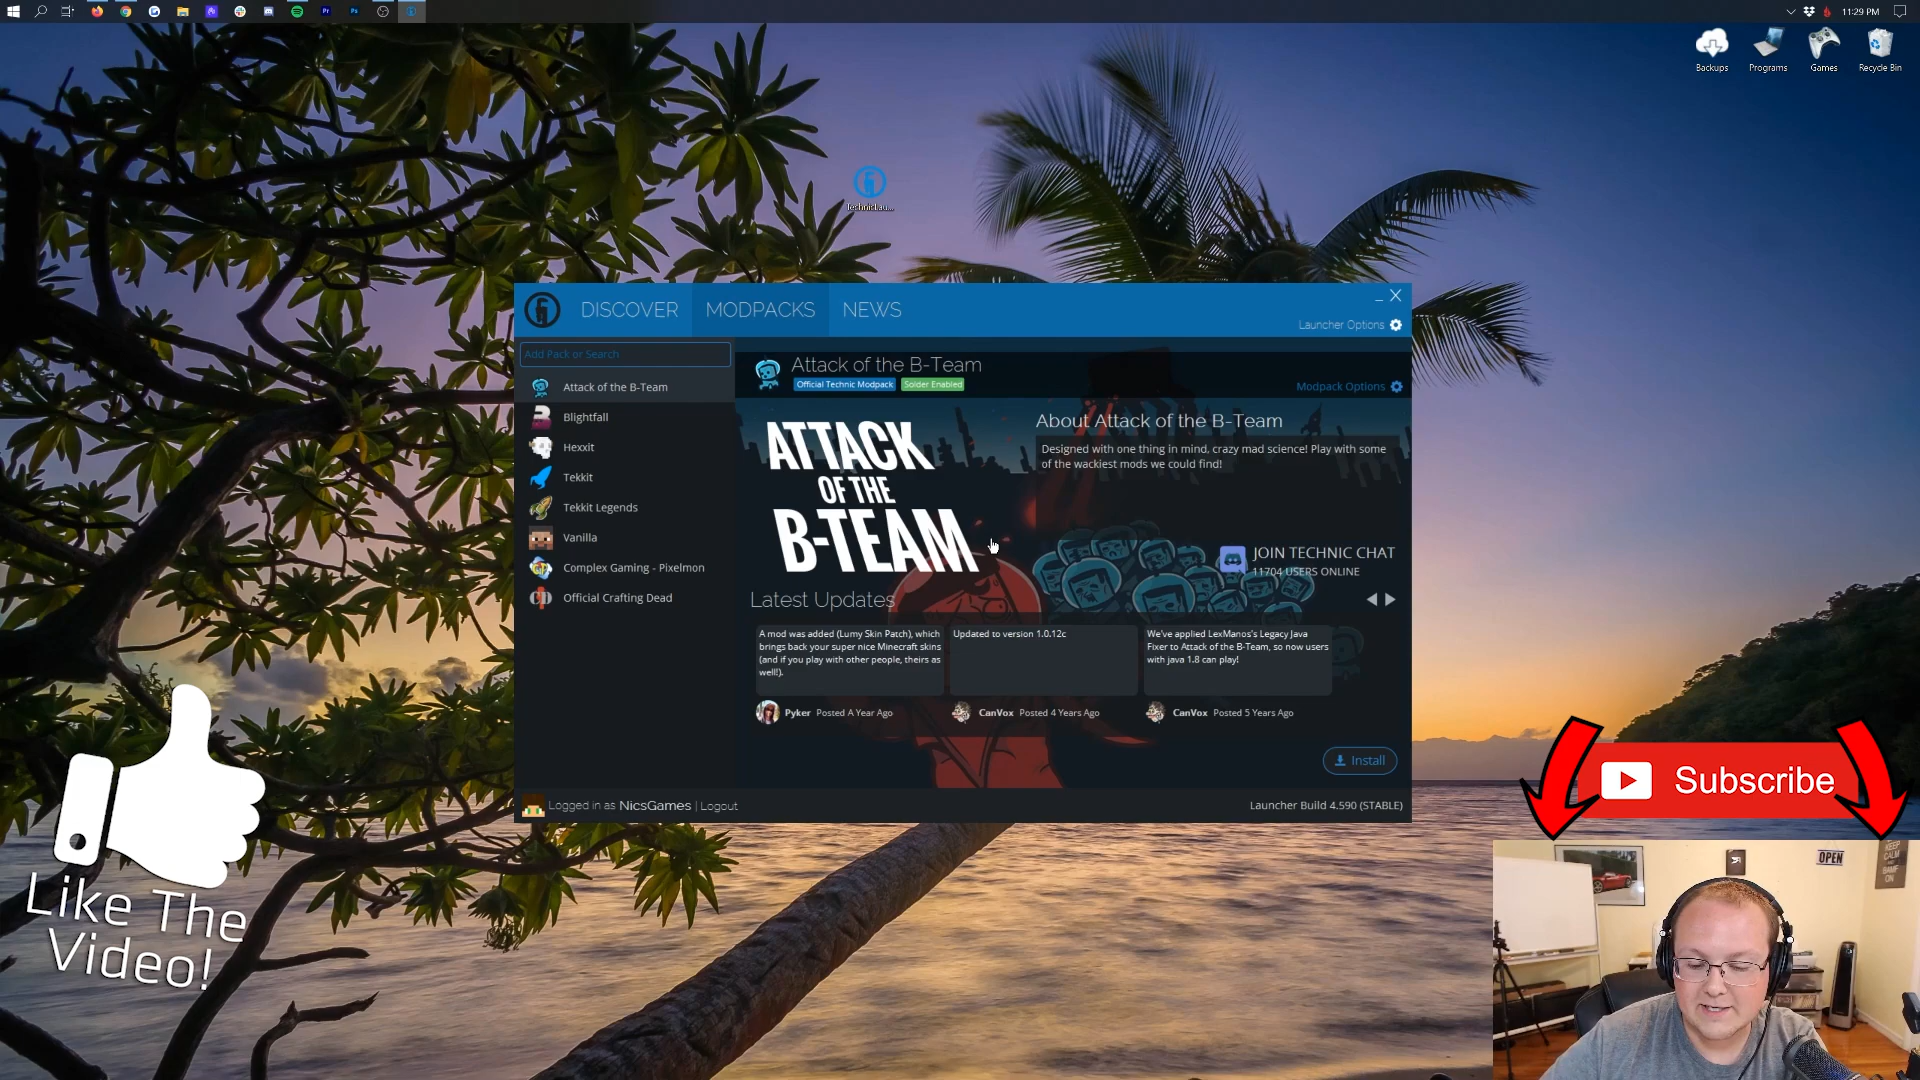 11:29 PM
Backups
Programs
Games
Recycle Bin
TechnicLau...
DISCOVER
MODPACKS
NEWS
Launcher Options
Add Pack or Search
Attack of the B-Team
Blightfall
Hexxit
Tekkit
Tekkit Legends
Vanilla
Complex Gaming - Pixelmon
Official Crafting Dead
Attack of the B-Team
Official Technic Modpack
Solder Enabled
Modpack Options
ATTACK
OF THE
B-TEAM
About Attack of the B-Team
Designed with one thing in mind, crazy mad science! Play with some
of the wackiest mods we could find!
JOIN TECHNIC CHAT
11704 USERS ONLINE
Latest Updates
A mod was added (Lumy Skin Patch), which
brings back your super nice Minecraft skins
(and if you play with other people, theirs as
well!).
Pyker Posted A Year Ago
Updated to version 1.0.12c
CanVox Posted 4 Years Ago
We've applied LexManos's Legacy Java
Fixer to Attack of the B-Team, so now users
with java 1.8 can play!
CanVox Posted 5 Years Ago
Install
Logged in as NicsGames | Logout
Launcher Build 4.590 (STABLE)
Like The
Video!
Subscribe
OPEN
KEEP
CALM
AND
BAMF
ON